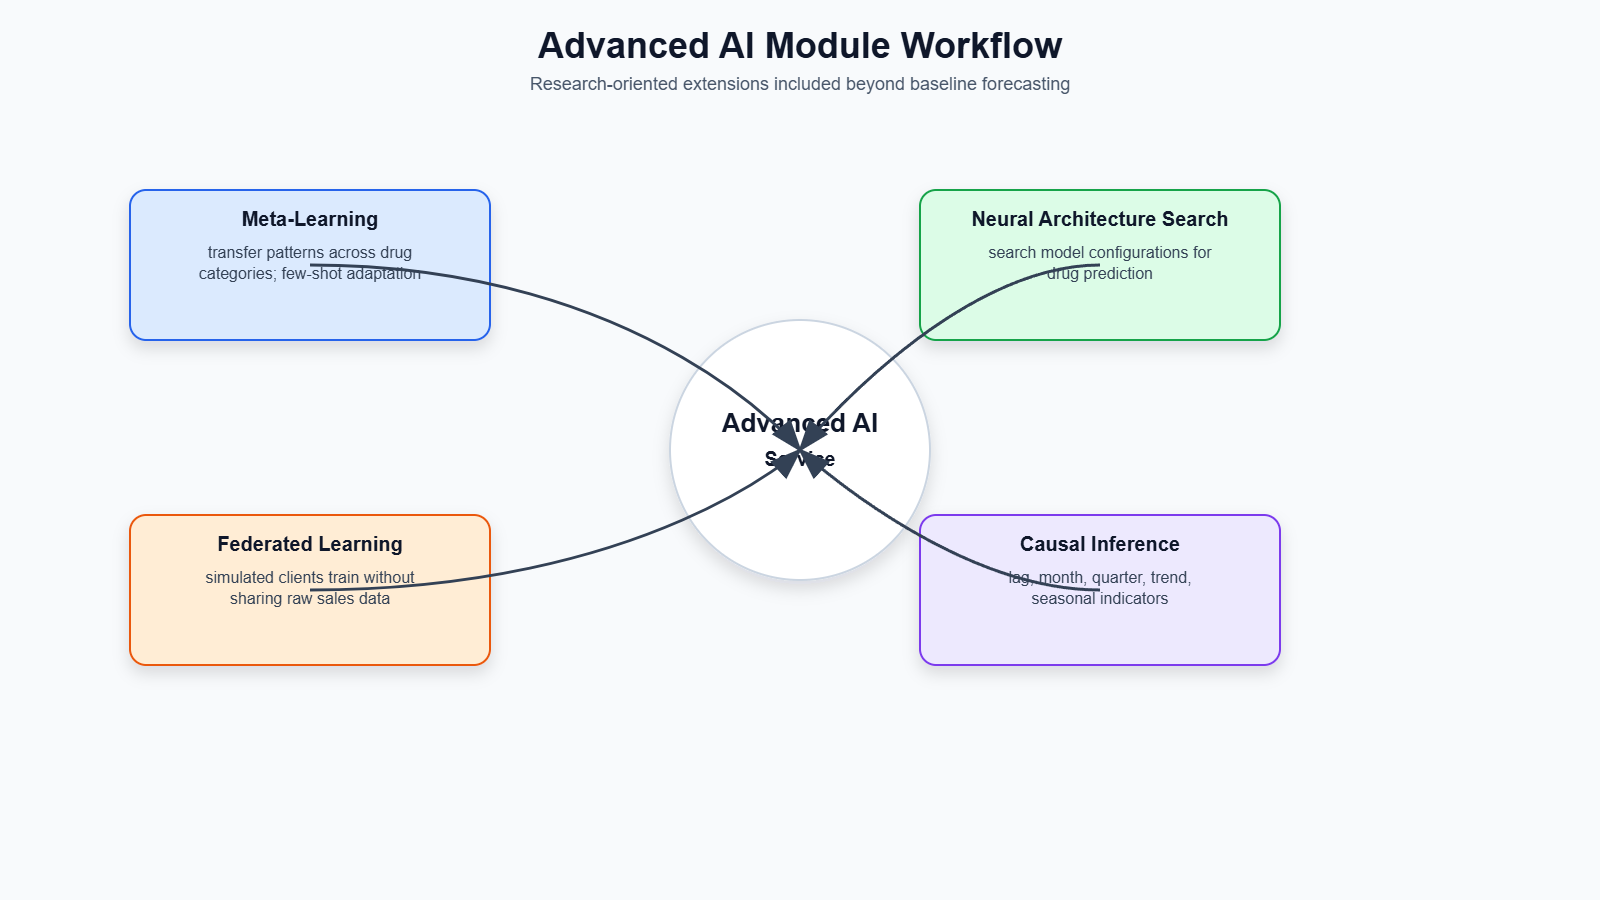 Advanced AI Module Workflow
Research-oriented extensions included beyond baseline forecasting
Meta-Learning
transfer patterns across drug
categories; few-shot adaptation
Neural Architecture Search
search model configurations for
drug prediction
Advanced AI
Service
Federated Learning
simulated clients train without
sharing raw sales data
Causal Inference
lag, month, quarter, trend,
seasonal indicators